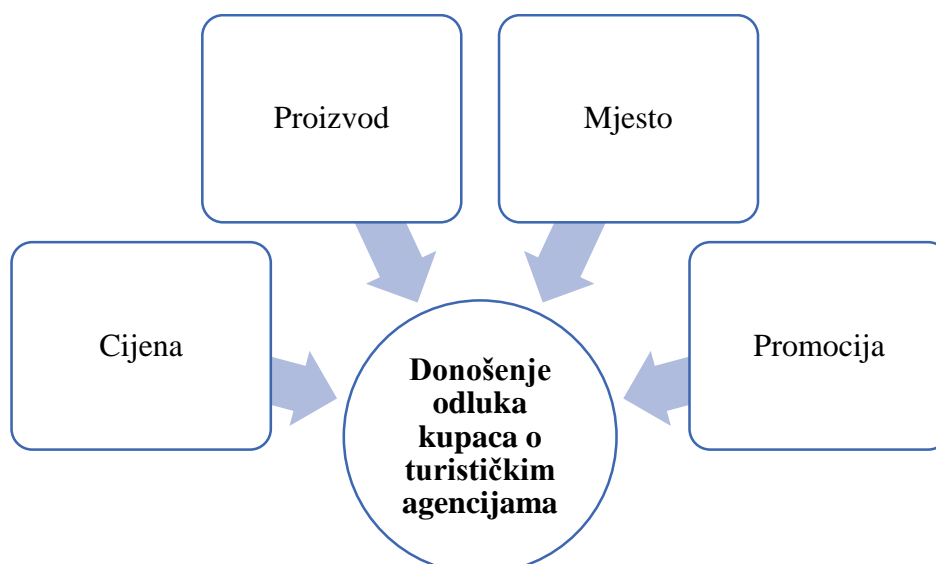 Proizvod
Mjesto
Cijena
Promocija
Donošenje
odluka
kupaca o
turističkim
agencijama